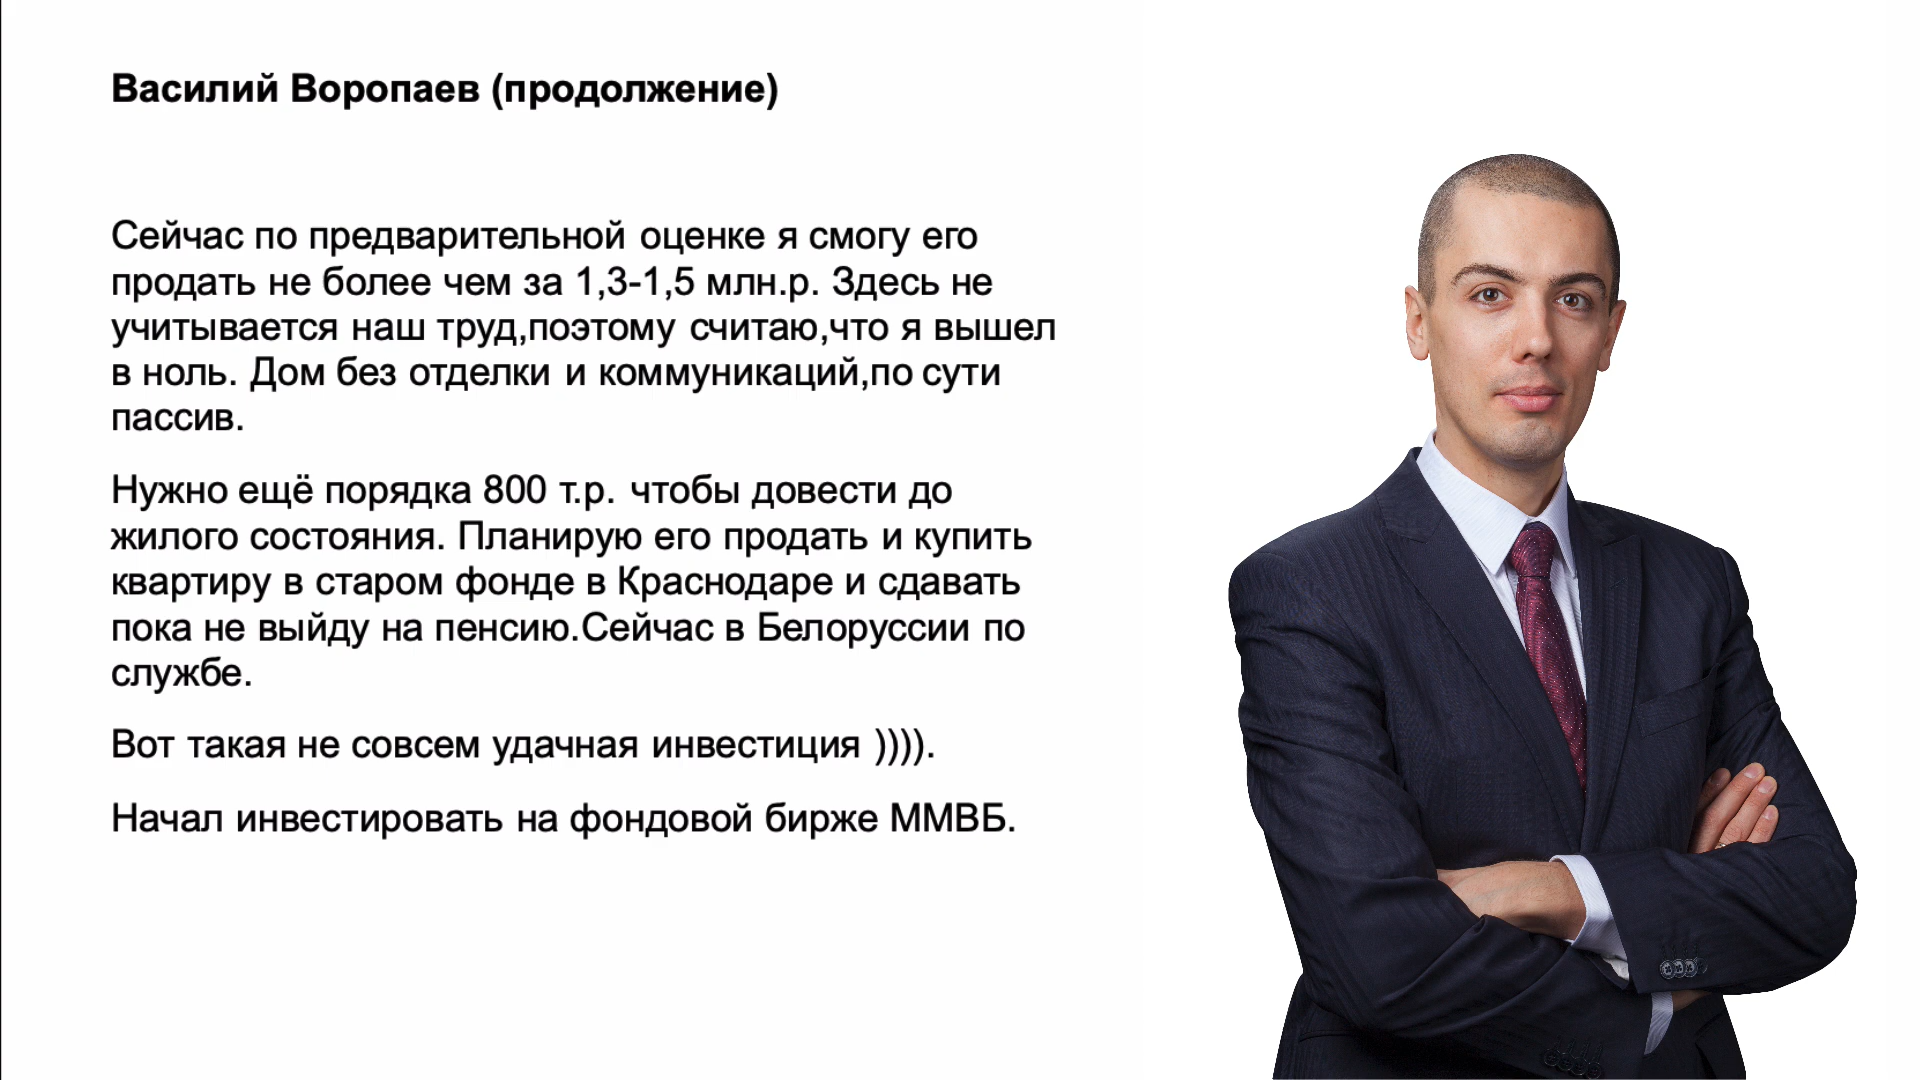 Василий Воропаев (продолжение)
Сейчас по предварительной оценке я смогу его
продать не более чем за 1,3-1,5 млн.р. Здесь не
учитывается наш труд,поэтому считаю,что я вышел
в ноль. Дом без отделки и коммуникаций,по сути
пассив.
Нужно ещё порядка 800 т.р. чтобы довести до
жилого состояния. Планирую его продать и купить
квартиру в старом фонде в Краснодаре и сдавать
пока не выйду на пенсию.Сейчас в Белоруссии по
службе.
Вот такая не совсем удачная инвестиция )))).
Начал инвестировать на фондовой бирже ММВБ.